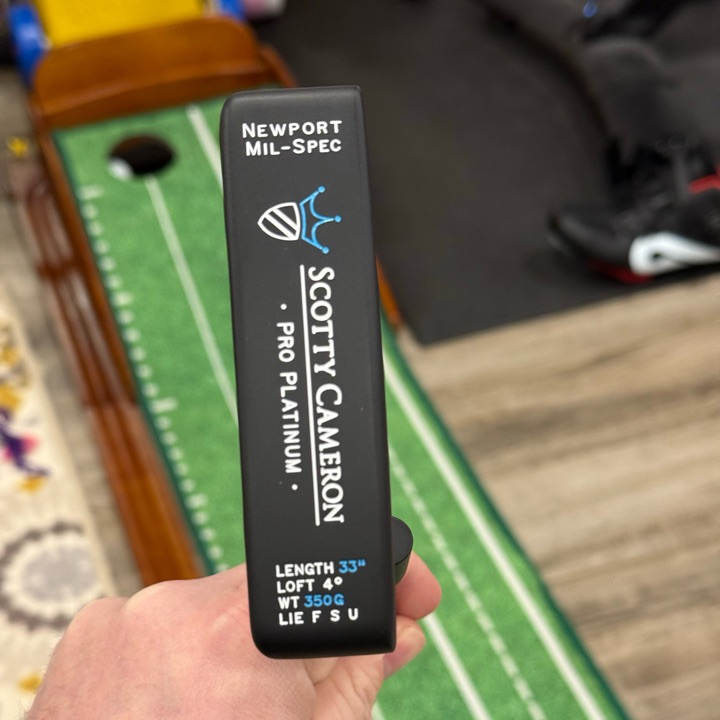 Newport
Mil-Spec
Scotty Cameron
· Pro Platinum ·
LENGTH 33"
LOFT 4°
WT 350G
LIE F S U